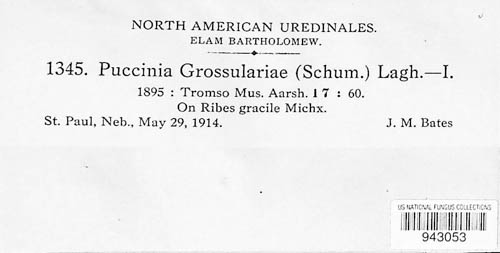 NORTH AMERICAN UREDINALES.
ELAM BARTHOLOMEW.
1345. Puccinia Grossulariae (Schum.) Lagh.—I.
1895 : Tromso Mus. Aarsh. 17 : 60.
On Ribes gracile Michx.
St. Paul, Neb., May 29, 1914. J. M. Bates
US NATIONAL FUNGUS COLLECTIONS
943053